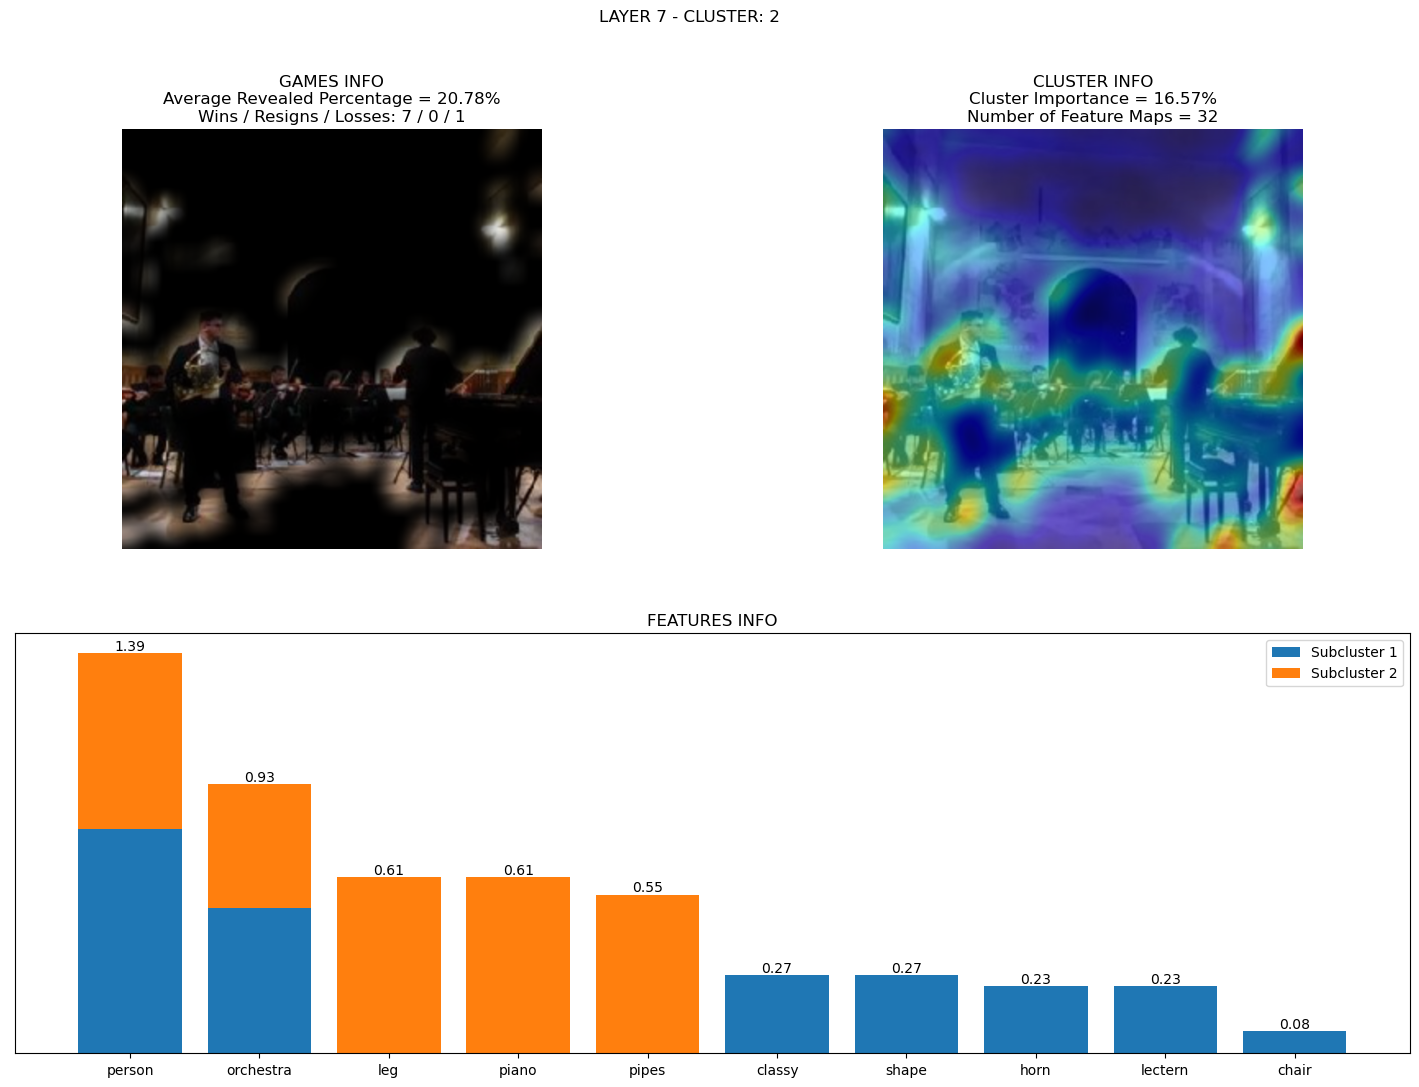 LAYER 7 - CLUSTER: 2
GAMES INFO
Average Revealed Percentage = 20.78%
Wins / Resigns / Losses: 7 / 0 / 1
CLUSTER INFO
Cluster Importance = 16.57%
Number of Feature Maps = 32
FEATURES INFO
Subcluster 1
Subcluster 2
1.39
0.93
0.61
0.61
0.55
0.27
0.27
0.23
0.23
0.08
person
orchestra
leg
piano
pipes
classy
shape
horn
lectern
chair